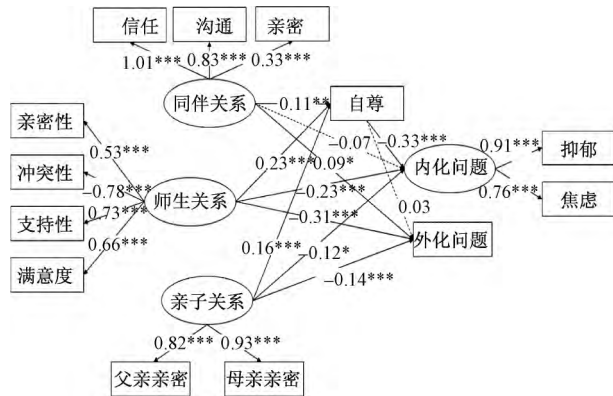 信任
沟通
亲密
1.01***
0.83***
0.33***
同伴关系
-0.11**
自尊
亲密性
-0.07
-0.33***
0.53***
0.23***
0.09*
内化问题
0.91***
抑郁
冲突性
-0.78***
师生关系
-0.23***
0.76***
焦虑
支持性
0.73***
-0.31***
0.03
0.66***
0.16***
外化问题
满意度
-0.12*
亲子关系
-0.14***
0.82***
0.93***
父亲亲密
母亲亲密